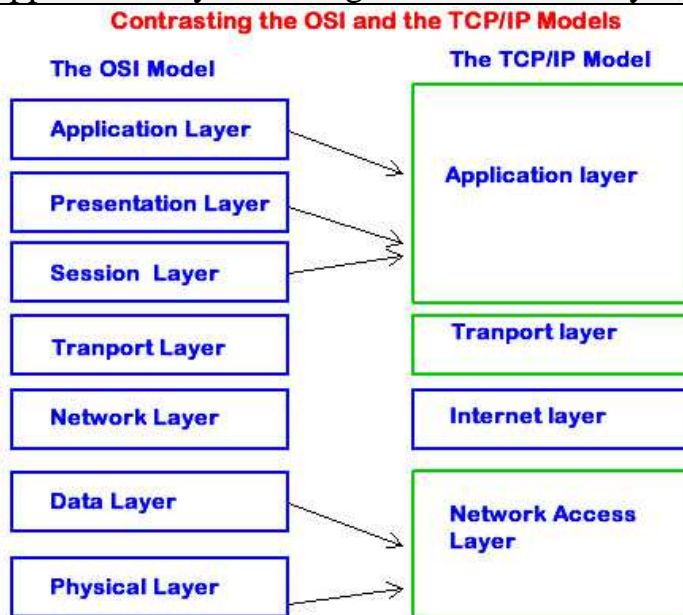 Contrasting the OSI and the TCP/IP Models
The OSI Model
Application Layer
Presentation Layer
Session Layer
Tranport Layer
Network Layer
Data Layer
Physical Layer
The TCP/IP Model
Application layer
Tranport layer
Internet layer
Network Access
Layer